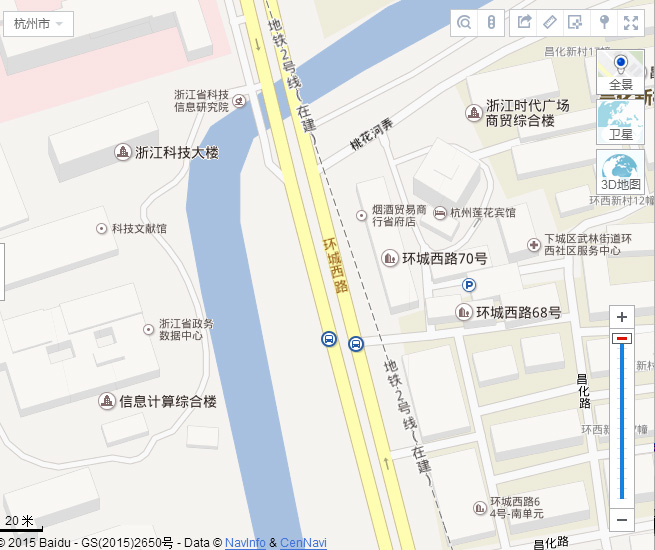 杭州市
地铁2号线(在建)
昌化新村17幢
全景
浙江省科技
信息研究院
浙江时代广场
商贸综合楼
卫星
桃花河弄
浙江科技大楼
3D地图
环西新村12幢
烟酒贸易商
行省府店
杭州莲花宾馆
科技文献馆
下城区武林街道环
西社区服务中心
环城西路
环城西路70号
P
环城西路68号
浙江省政务
数据中心
地铁2号线(在建)
昌化路
信息计算综合楼
环城西路6
4号-南单元
20 米
昌化路
© 2015 Baidu - GS(2015)2650号 - Data © NavInfo & CenNavi